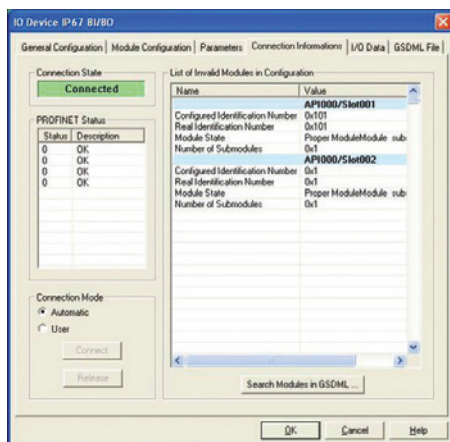 IO Device IP67 8I/8O
General Configuration | Module Configuration | Parameters | Connection Informations | I/O Data | GSDML File
Connection State
Connected
PROFINET Status
Status Description
0 OK
0 OK
0 OK
0 OK
Connection Mode
Automatic
User
Connect
Release
List of Invalid Modules in Configuration
Name Value
API000/Slot001
Configured Identification Number 0x101
Real Identification Number 0x101
Module State Proper ModuleModule sub
Number of Submodules 0x1
API000/Slot002
Configured Identification Number 0x1
Real Identification Number 0x1
Module State Proper ModuleModule sub
Number of Submodules 0x1
Search Modules in GSDML ...
OK Cancel Help